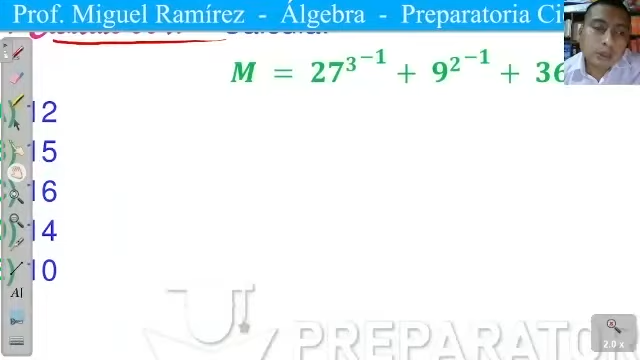 Prof. Miguel Ramírez - Álgebra - Preparatoria Ci
M = 27^{3^{-1}} + 9^{2^{-1}} + 36
) 12
) 15
) 16
) 14
) 10
A
PREPARATO
2.0 x